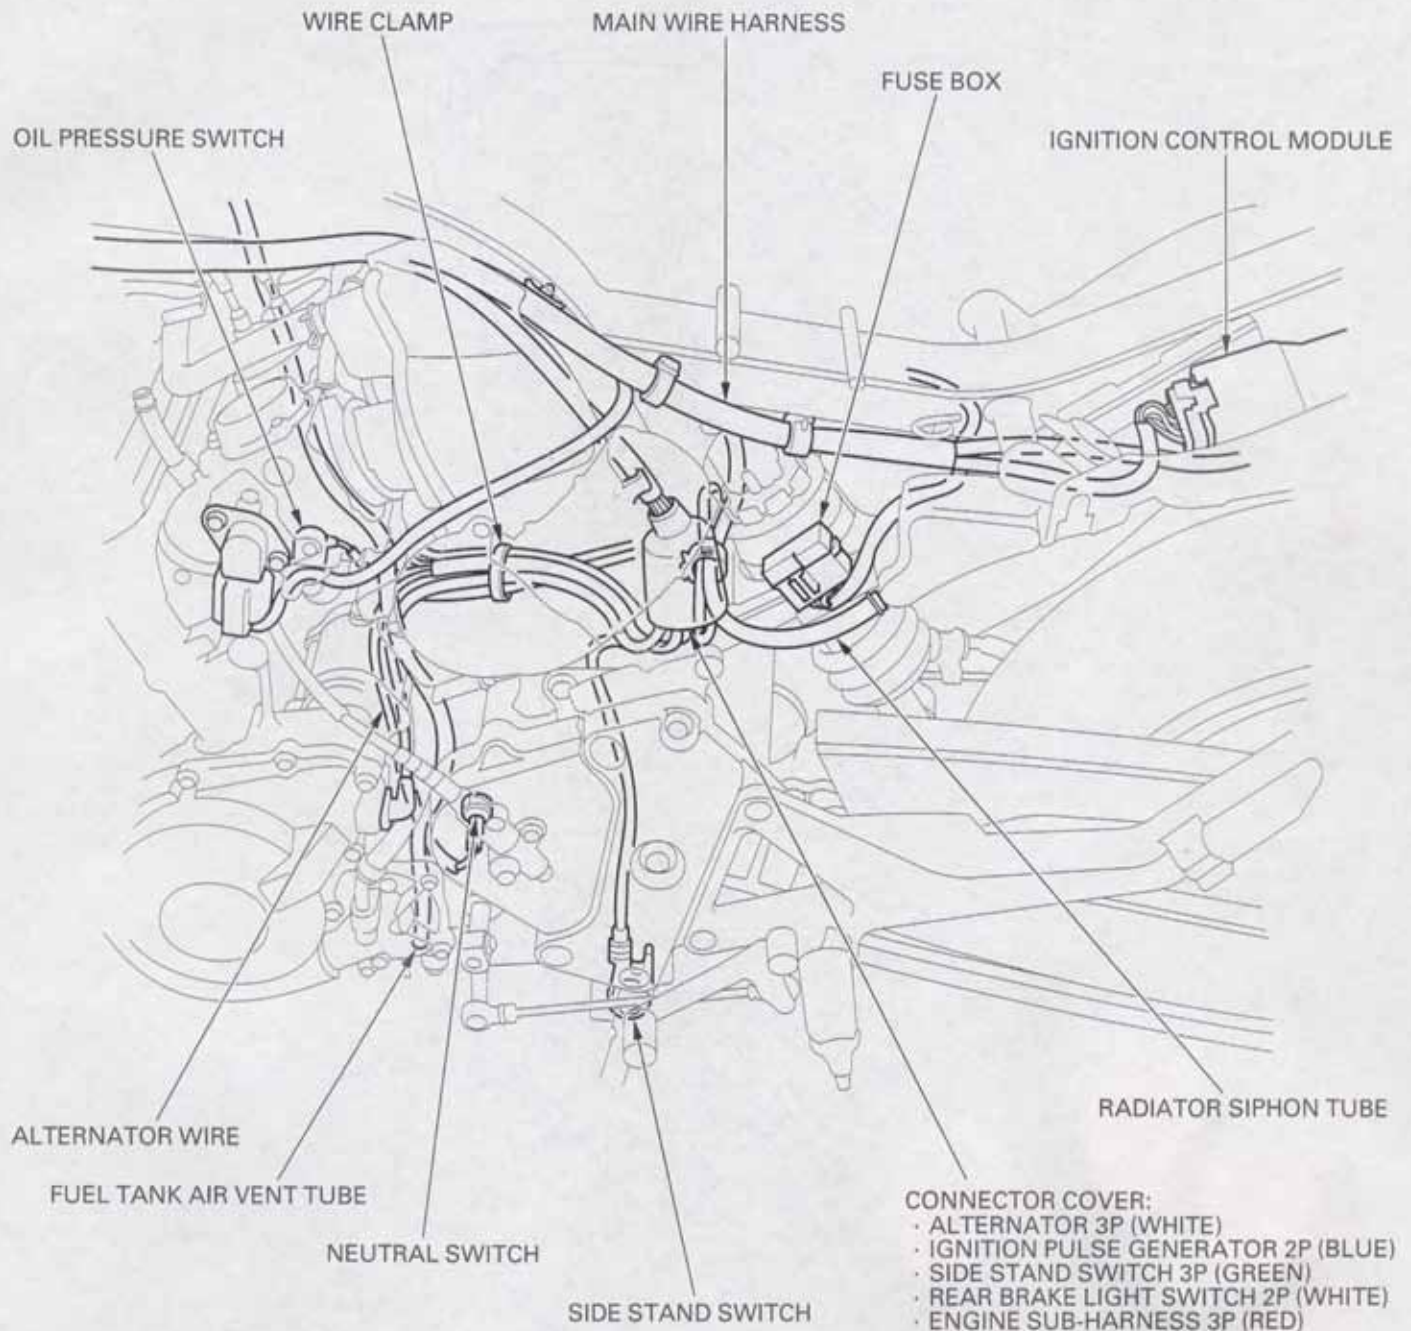 WIRE CLAMP
MAIN WIRE HARNESS
FUSE BOX
OIL PRESSURE SWITCH
IGNITION CONTROL MODULE
RADIATOR SIPHON TUBE
ALTERNATOR WIRE
FUEL TANK AIR VENT TUBE
NEUTRAL SWITCH
SIDE STAND SWITCH
CONNECTOR COVER:
· ALTERNATOR 3P (WHITE)
· IGNITION PULSE GENERATOR 2P (BLUE)
· SIDE STAND SWITCH 3P (GREEN)
· REAR BRAKE LIGHT SWITCH 2P (WHITE)
· ENGINE SUB-HARNESS 3P (RED)